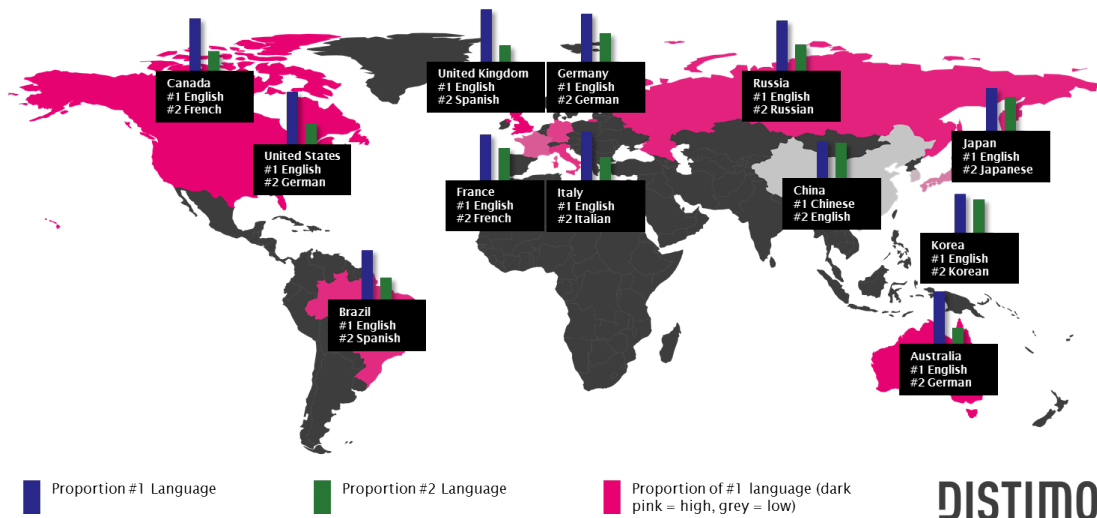 Canada
#1 English
#2 French
United States
#1 English
#2 German
United Kingdom
#1 English
#2 Spanish
Germany
#1 English
#2 German
Russia
#1 English
#2 Russian
Japan
#1 English
#2 Japanese
France
#1 English
#2 French
Italy
#1 English
#2 Italian
China
#1 Chinese
#2 English
Korea
#1 English
#2 Korean
Brazil
#1 English
#2 Spanish
Australia
#1 English
#2 German
Proportion #1 Language
Proportion #2 Language
Proportion of #1 language (dark
pink = high, grey = low)
DISTIMO